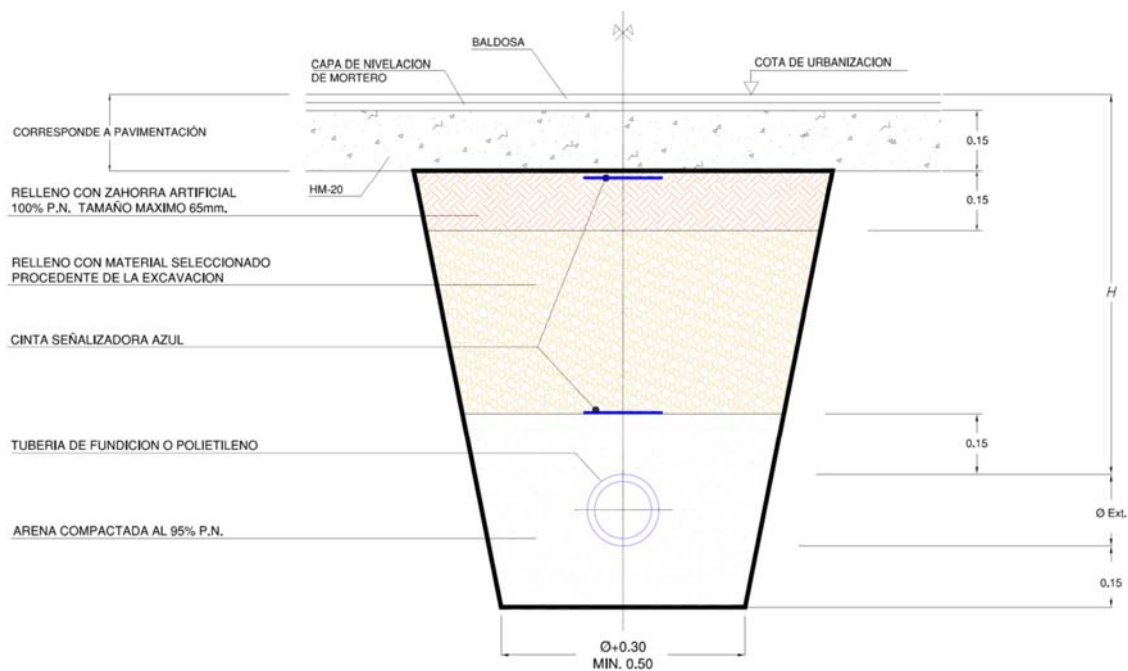 BALDOSA
CAPA DE NIVELACION
DE MORTERO
COTA DE URBANIZACION
CORRESPONDE A PAVIMENTACIÓN
0.15
HM-20
RELLENO CON ZAHORRA ARTIFICIAL
100% P.N. TAMAÑO MAXIMO 65mm.
0.15
RELLENO CON MATERIAL SELECCIONADO
PROCEDENTE DE LA EXCAVACION
H
CINTA SEÑALIZADORA AZUL
TUBERIA DE FUNDICION O POLIETILENO
0.15
Ø Ext.
ARENA COMPACTADA AL 95% P.N.
0.15
Ø+0.30
MIN. 0.50